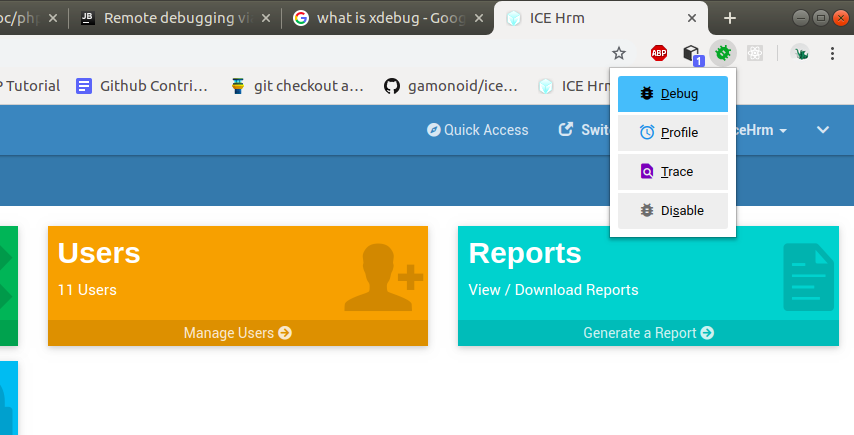 oc/php
Remote debugging vi
what is xdebug - Goog
ICE Hrm
ABP
1
P Tutorial
Github Contri…
git checkout a…
gamonoid/ice…
ICE Hrm
Debug
Profile
Trace
Disable
Quick Access
Switc
ceHrm
Users
11 Users
Manage Users
Reports
View / Download Reports
Generate a Report